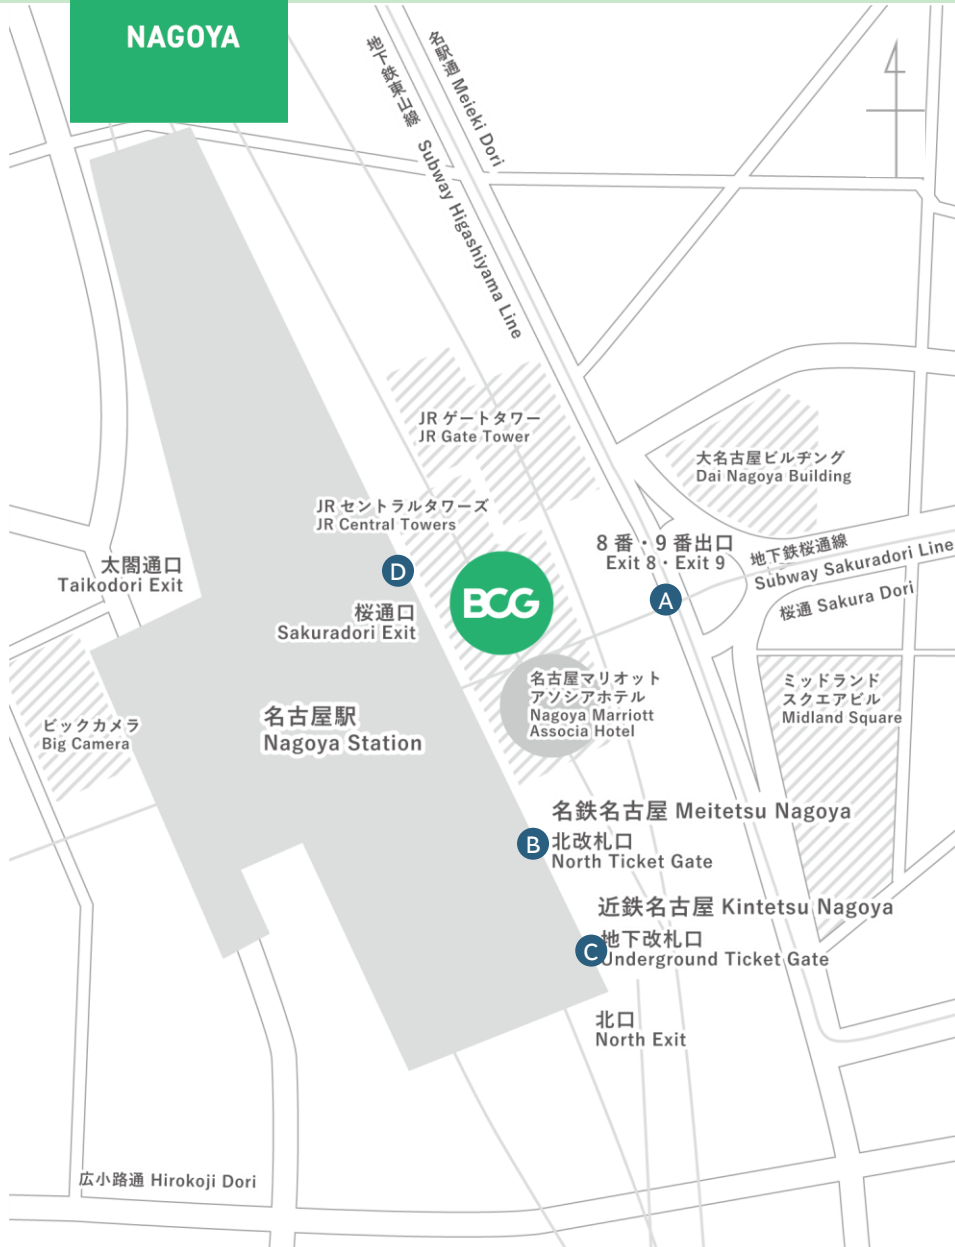 NAGOYA
地下鉄東山線 Subway Higashiyama Line
名駅通 Meieki Dori
JR ゲートタワー
JR Gate Tower
大名古屋ビルヂング
Dai Nagoya Building
JR セントラルタワーズ
JR Central Towers
8 番・9 番出口
Exit 8・Exit 9
地下鉄桜通線
Subway Sakuradori Line
太閤通口
Taikodori Exit
D
BCG
A
桜通 Sakura Dori
桜通口
Sakuradori Exit
名古屋マリオット
アソシアホテル
Nagoya Marriott
Associa Hotel
ミッドランド
スクエアビル
Midland Square
ビックカメラ
Big Camera
名古屋駅
Nagoya Station
名鉄名古屋 Meitetsu Nagoya
B
北改札口
North Ticket Gate
近鉄名古屋 Kintetsu Nagoya
C
地下改札口
Underground Ticket Gate
北口
North Exit
広小路通 Hirokoji Dori